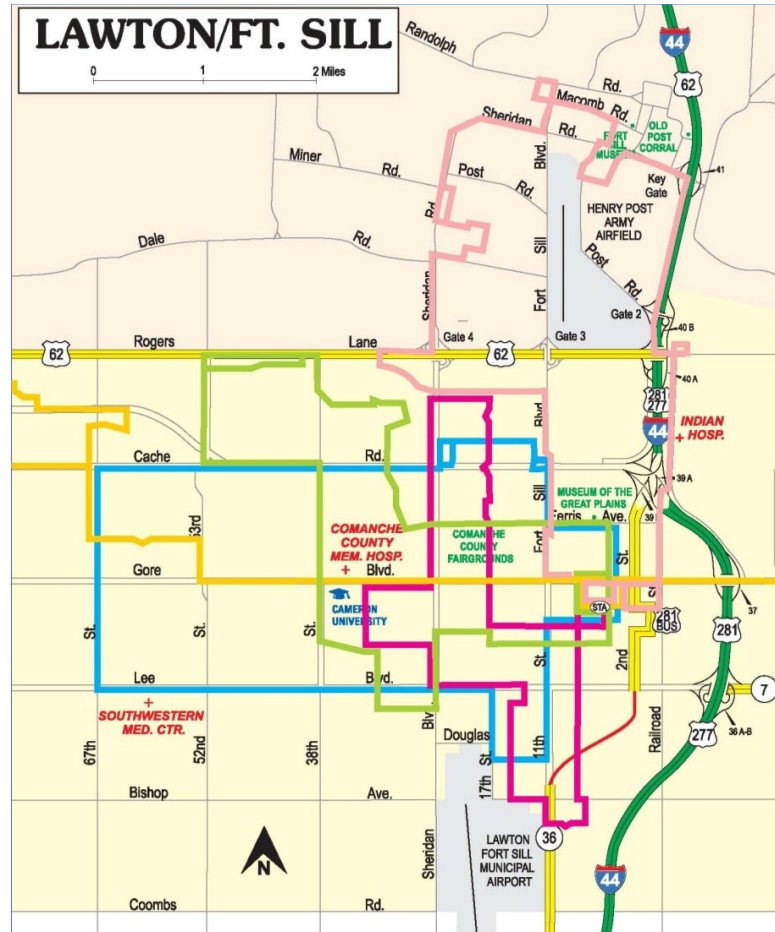 LAWTON/FT. SILL
0 1 2 Miles
44
62
Randolph
Rd.
Macomb
Rd.
Sheridan
Rd.
OLD
POST
CORRAL
FORT
SILL
MUSEUM
Blvd.
Miner
Rd.
Post
Rd.
Key
Gate
41
HENRY POST
ARMY
AIRFIELD
Rd.
Dale
Rd.
Sill
Post
Rd.
Sheridan
Fort
Gate 2
40 B
Rogers
Lane
Gate 4
Gate 3
62
62
40 A
281
277
44
INDIAN
HOSP.
Blvd.
Cache
Rd.
39 A
Sill
MUSEUM OF THE
GREAT PLAINS
Ferris Ave.
39
53rd
COMANCHE
COUNTY
MEM. HOSP.
COMANCHE
COUNTY
FAIRGROUNDS
Fort
St.
Gore
Blvd.
37
CAMERON
UNIVERSITY
STA
St.
281
BUS
281
St.
St.
St.
St.
2nd
Lee
Blvd.
7
SOUTHWESTERN
MED. CTR.
Blvd.
36 A-B
67th
52nd
38th
Douglas
St.
11th
Railroad
277
17th
Bishop
Ave.
36
Sheridan
LAWTON
FORT SILL
MUNICIPAL
AIRPORT
N
44
Coombs
Rd.